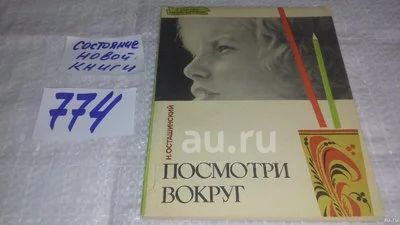 СОСТОЯНИЕ
НОВОЙ
КНИГИ
774
Н.ОСТАШИНСКИЙ
au.ru
ПОСМОТРИ
ВОКРУГ